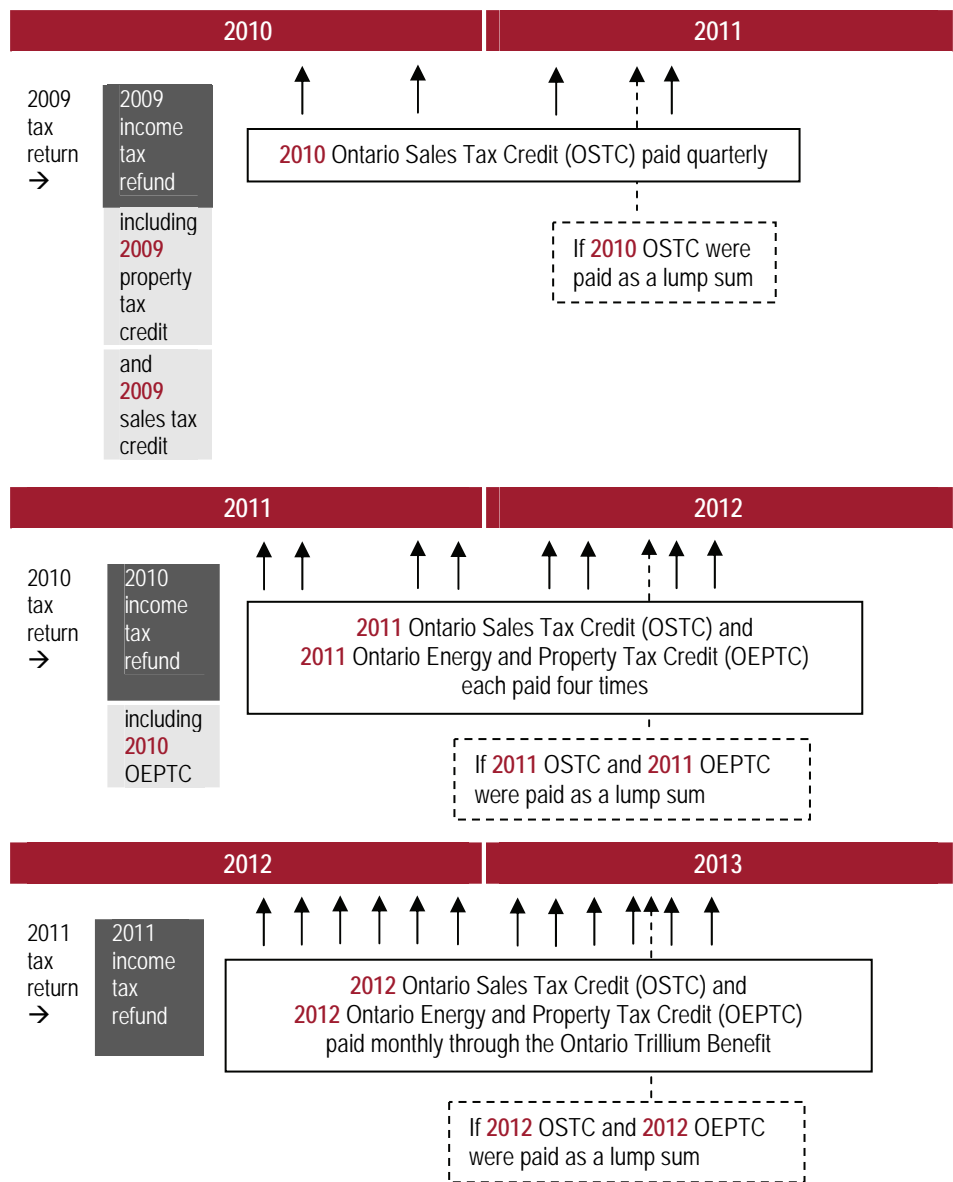 2010
2011
2009
tax
return
→
2009
income
tax
refund
including
2009
property
tax
credit
and
2009
sales tax
credit
2010 Ontario Sales Tax Credit (OSTC) paid quarterly
If 2010 OSTC were
paid as a lump sum
2011
2012
2010
tax
return
→
2010
income
tax
refund
including
2010
OEPTC
2011 Ontario Sales Tax Credit (OSTC) and
2011 Ontario Energy and Property Tax Credit (OEPTC)
each paid four times
If 2011 OSTC and 2011 OEPTC
were paid as a lump sum
2012
2013
2011
tax
return
→
2011
income
tax
refund
2012 Ontario Sales Tax Credit (OSTC) and
2012 Ontario Energy and Property Tax Credit (OEPTC)
paid monthly through the Ontario Trillium Benefit
If 2012 OSTC and 2012 OEPTC
were paid as a lump sum